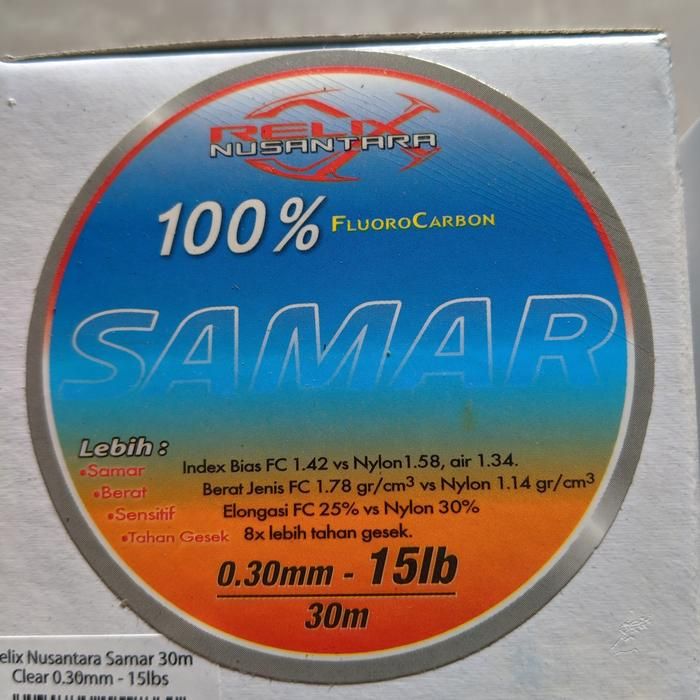 RELIX
NUSANTARA
100% FLUOROCARBON
SAMAR
Lebih :
•Samar Index Bias FC 1.42 vs Nylon1.58, air 1.34.
•Berat Berat Jenis FC 1.78 gr/cm³ vs Nylon 1.14 gr/cm³
•Sensitif Elongasi FC 25% vs Nylon 30%
•Tahan Gesek 8x lebih tahan gesek.
0.30mm - 15lb
30m
elix Nusantara Samar 30m
Clear 0.30mm - 15lbs